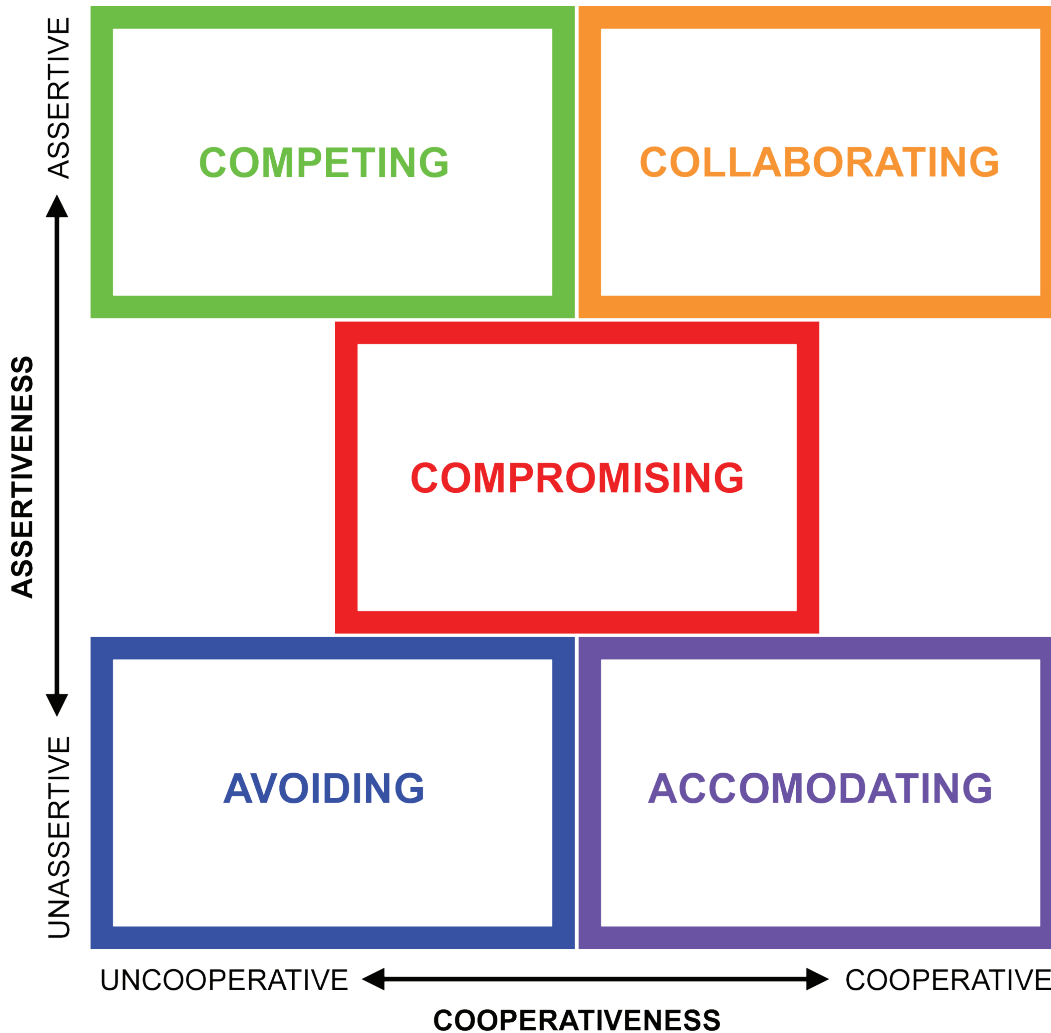 ASSERTIVE
COMPETING
COLLABORATING
ASSERTIVENESS
COMPROMISING
UNASSERTIVE
AVOIDING
ACCOMODATING
UNCOOPERATIVE
COOPERATIVE
COOPERATIVENESS